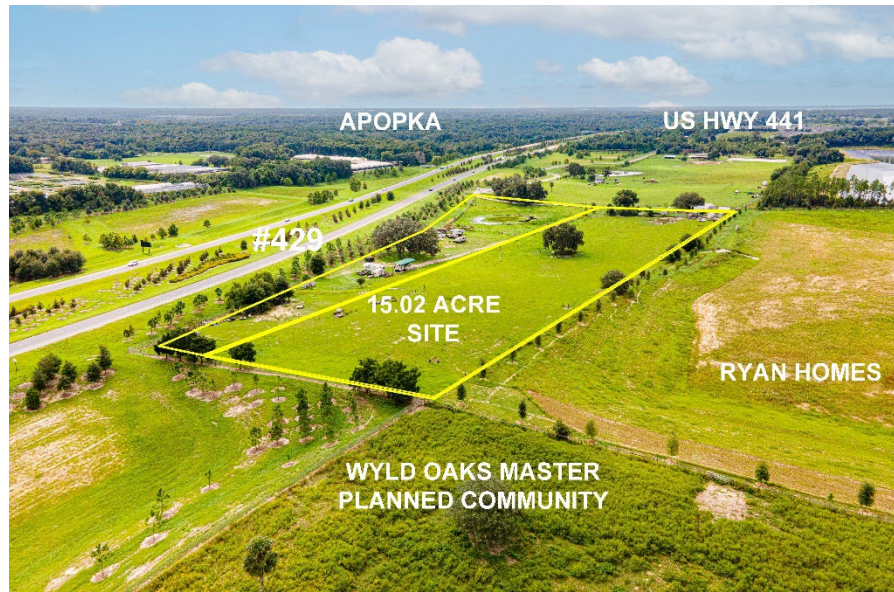 APOPKA
US HWY 441
#429
15.02 ACRE
SITE
RYAN HOMES
WYLD OAKS MASTER
PLANNED COMMUNITY